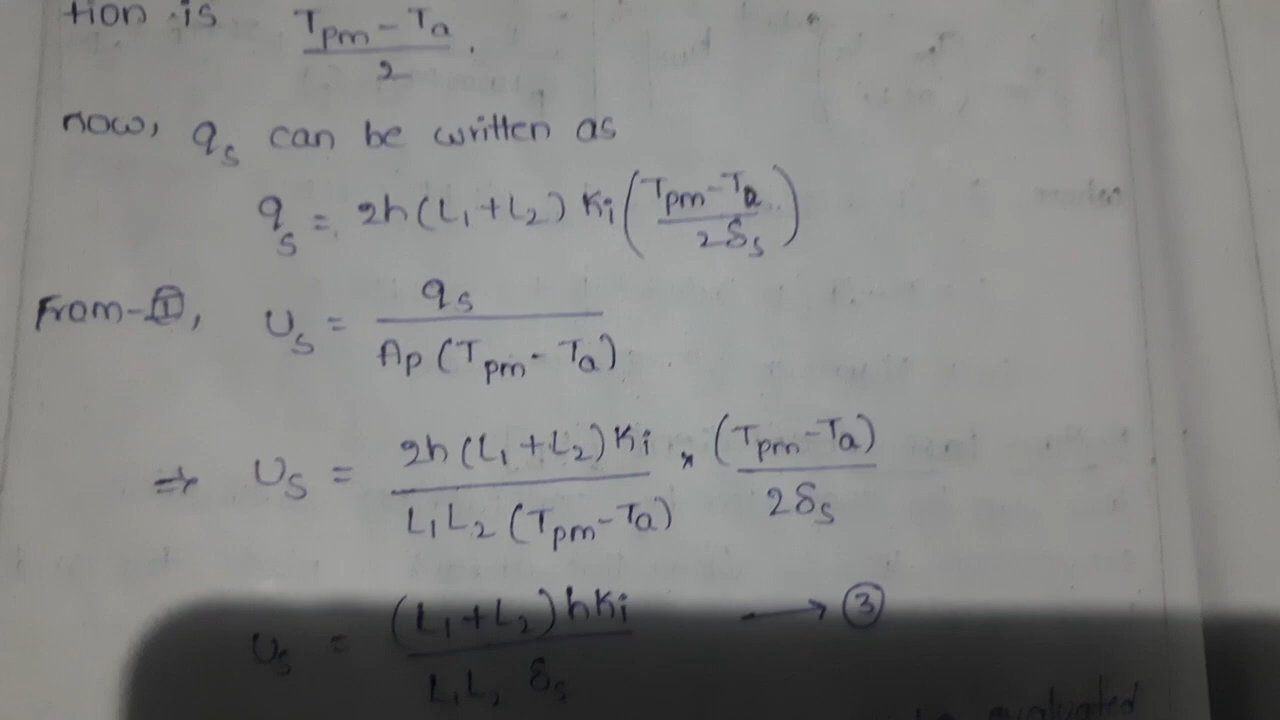 tion is (Tpm - Ta)/2.
now, qs can be written as
qs = 2h(L1+L2) Ki ((Tpm - Ta)/2δs)
From-①, Us = qs/(Ap(Tpm - Ta))
⇒ Us = (2h(L1+L2)Ki)/(L1L2(Tpm-Ta)) × (Tpm-Ta)/(2δs)
Us = ((L1+L2)hKi)/(L1L2 δs) → ③
evaluated